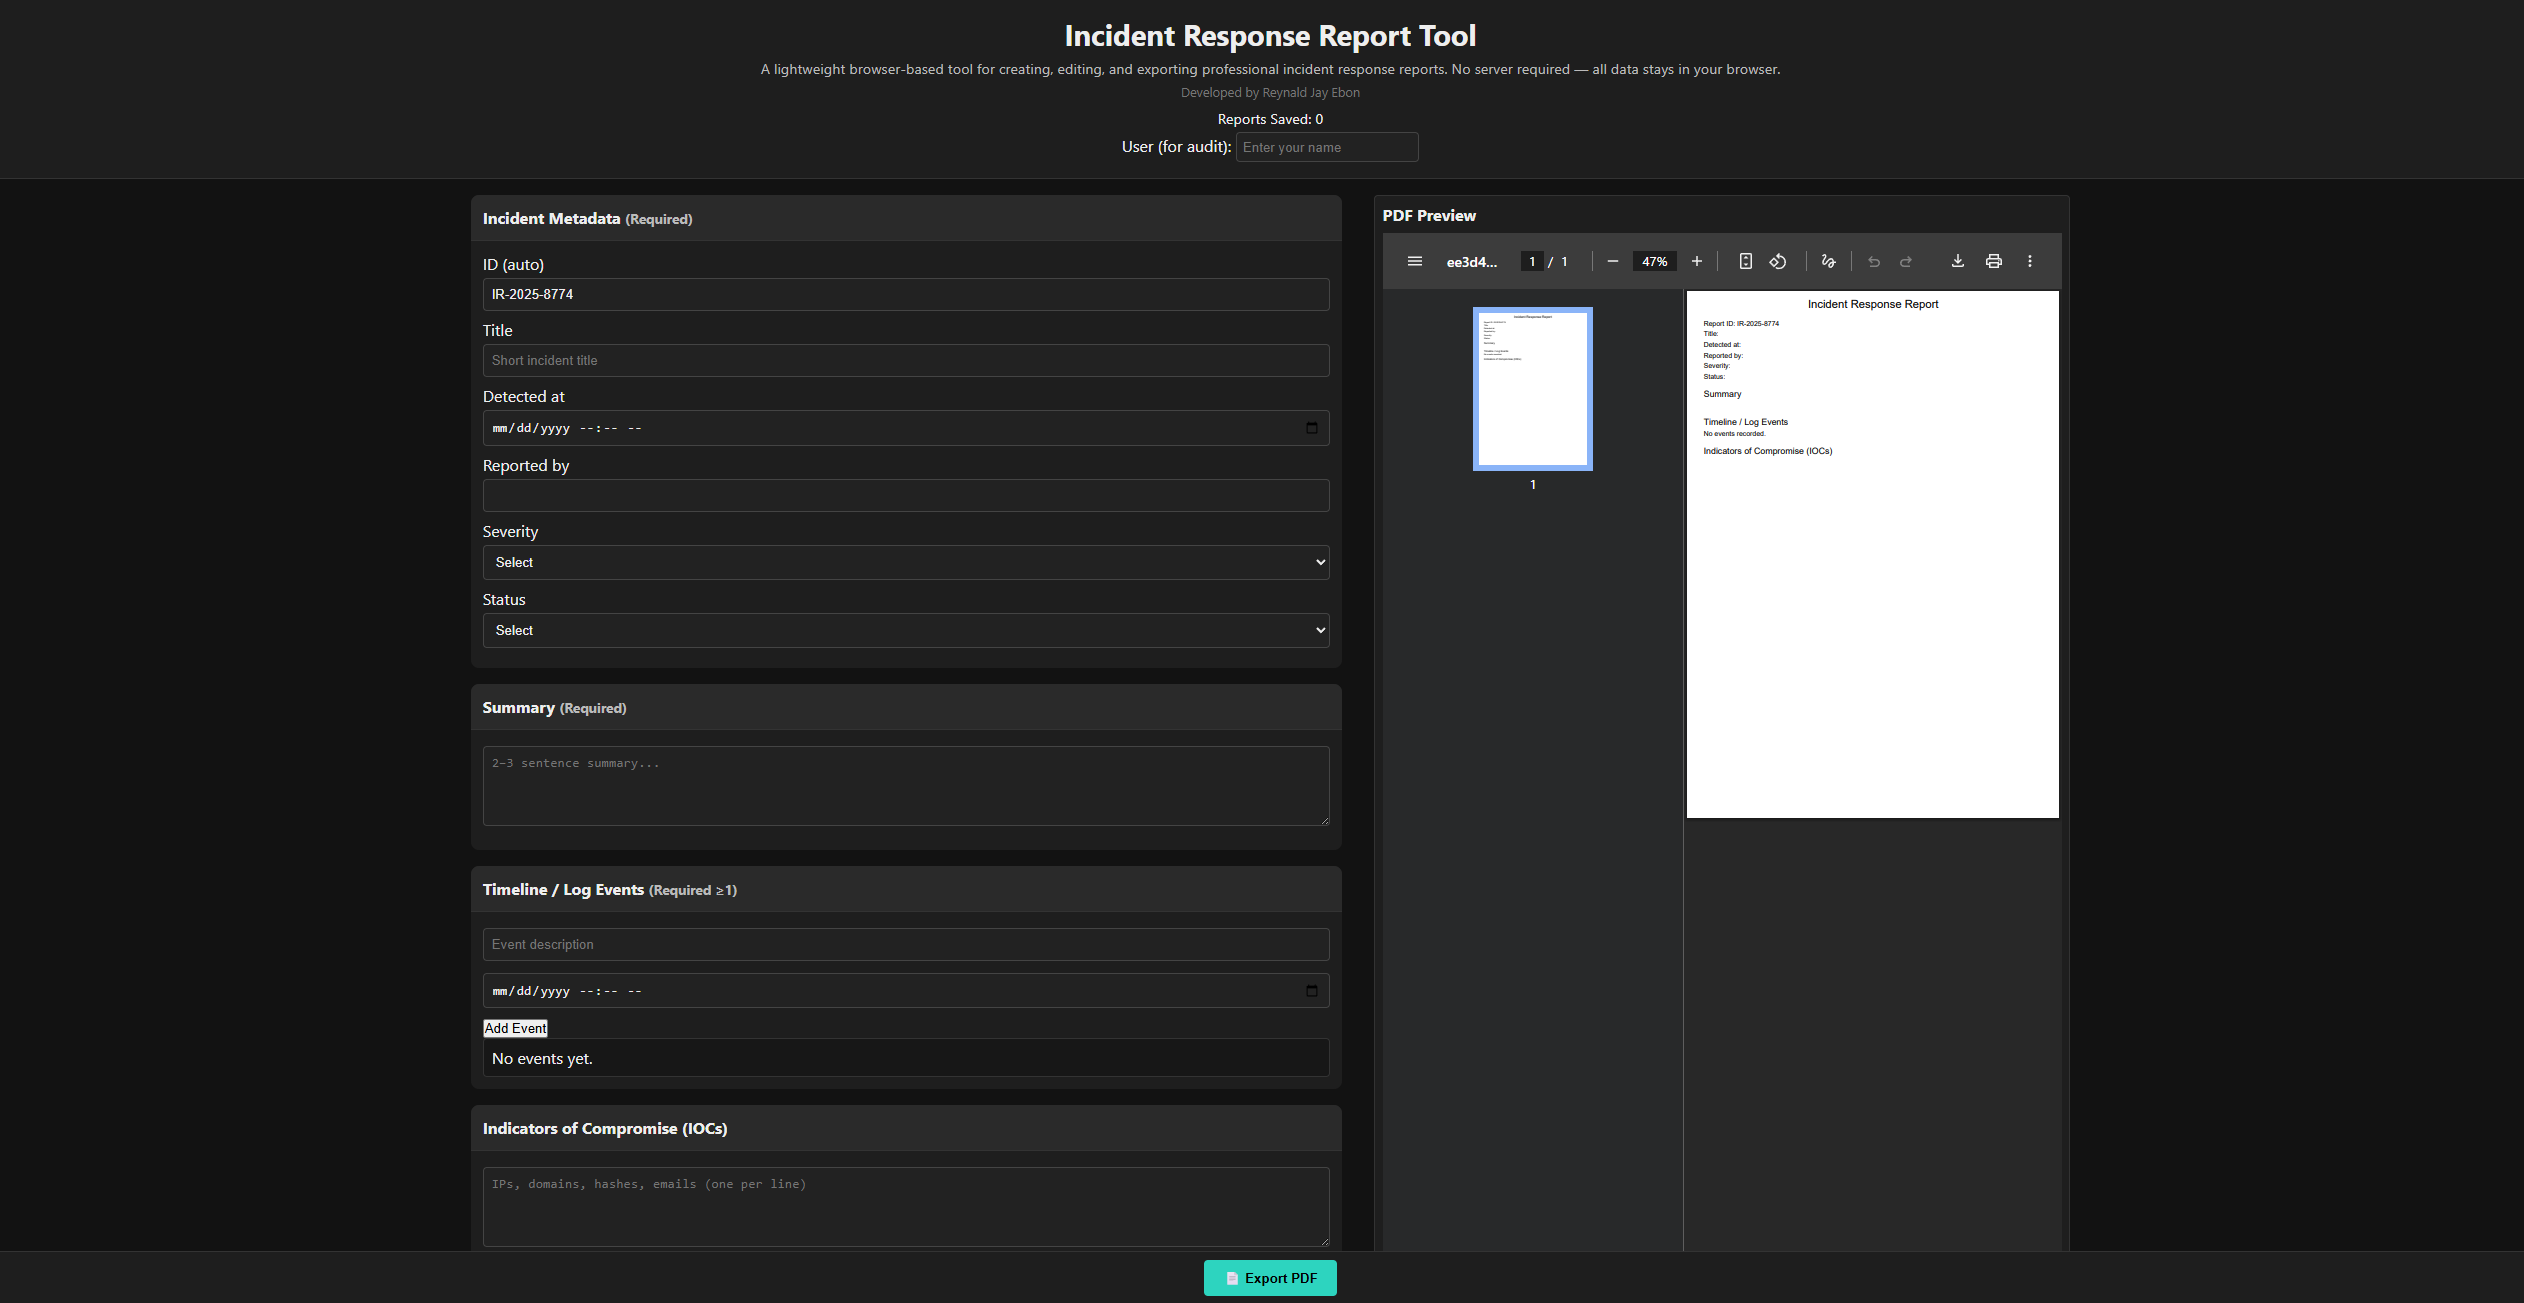 Incident Response Report Tool
A lightweight browser-based tool for creating, editing, and exporting professional incident response reports. No server required — all data stays in your browser.
Developed by Reynald Jay Ebon
Reports Saved: 0
User (for audit): Enter your name
Incident Metadata (Required)
ID (auto)
IR-2025-8774
Title
Short incident title
Detected at
mm/dd/yyyy --:-- --
Reported by
Severity
Select
Status
Select
Summary (Required)
2–3 sentence summary...
Timeline / Log Events (Required ≥1)
Event description
mm/dd/yyyy --:-- --
Add Event
No events yet.
Indicators of Compromise (IOCs)
IPs, domains, hashes, emails (one per line)
PDF Preview
ee3d4... 1 / 1 47%
1
Incident Response Report
Report ID: IR-2025-8774
Title:
Detected at:
Reported by:
Severity:
Status:
Summary
Timeline / Log Events
No events recorded.
Indicators of Compromise (IOCs)
Export PDF